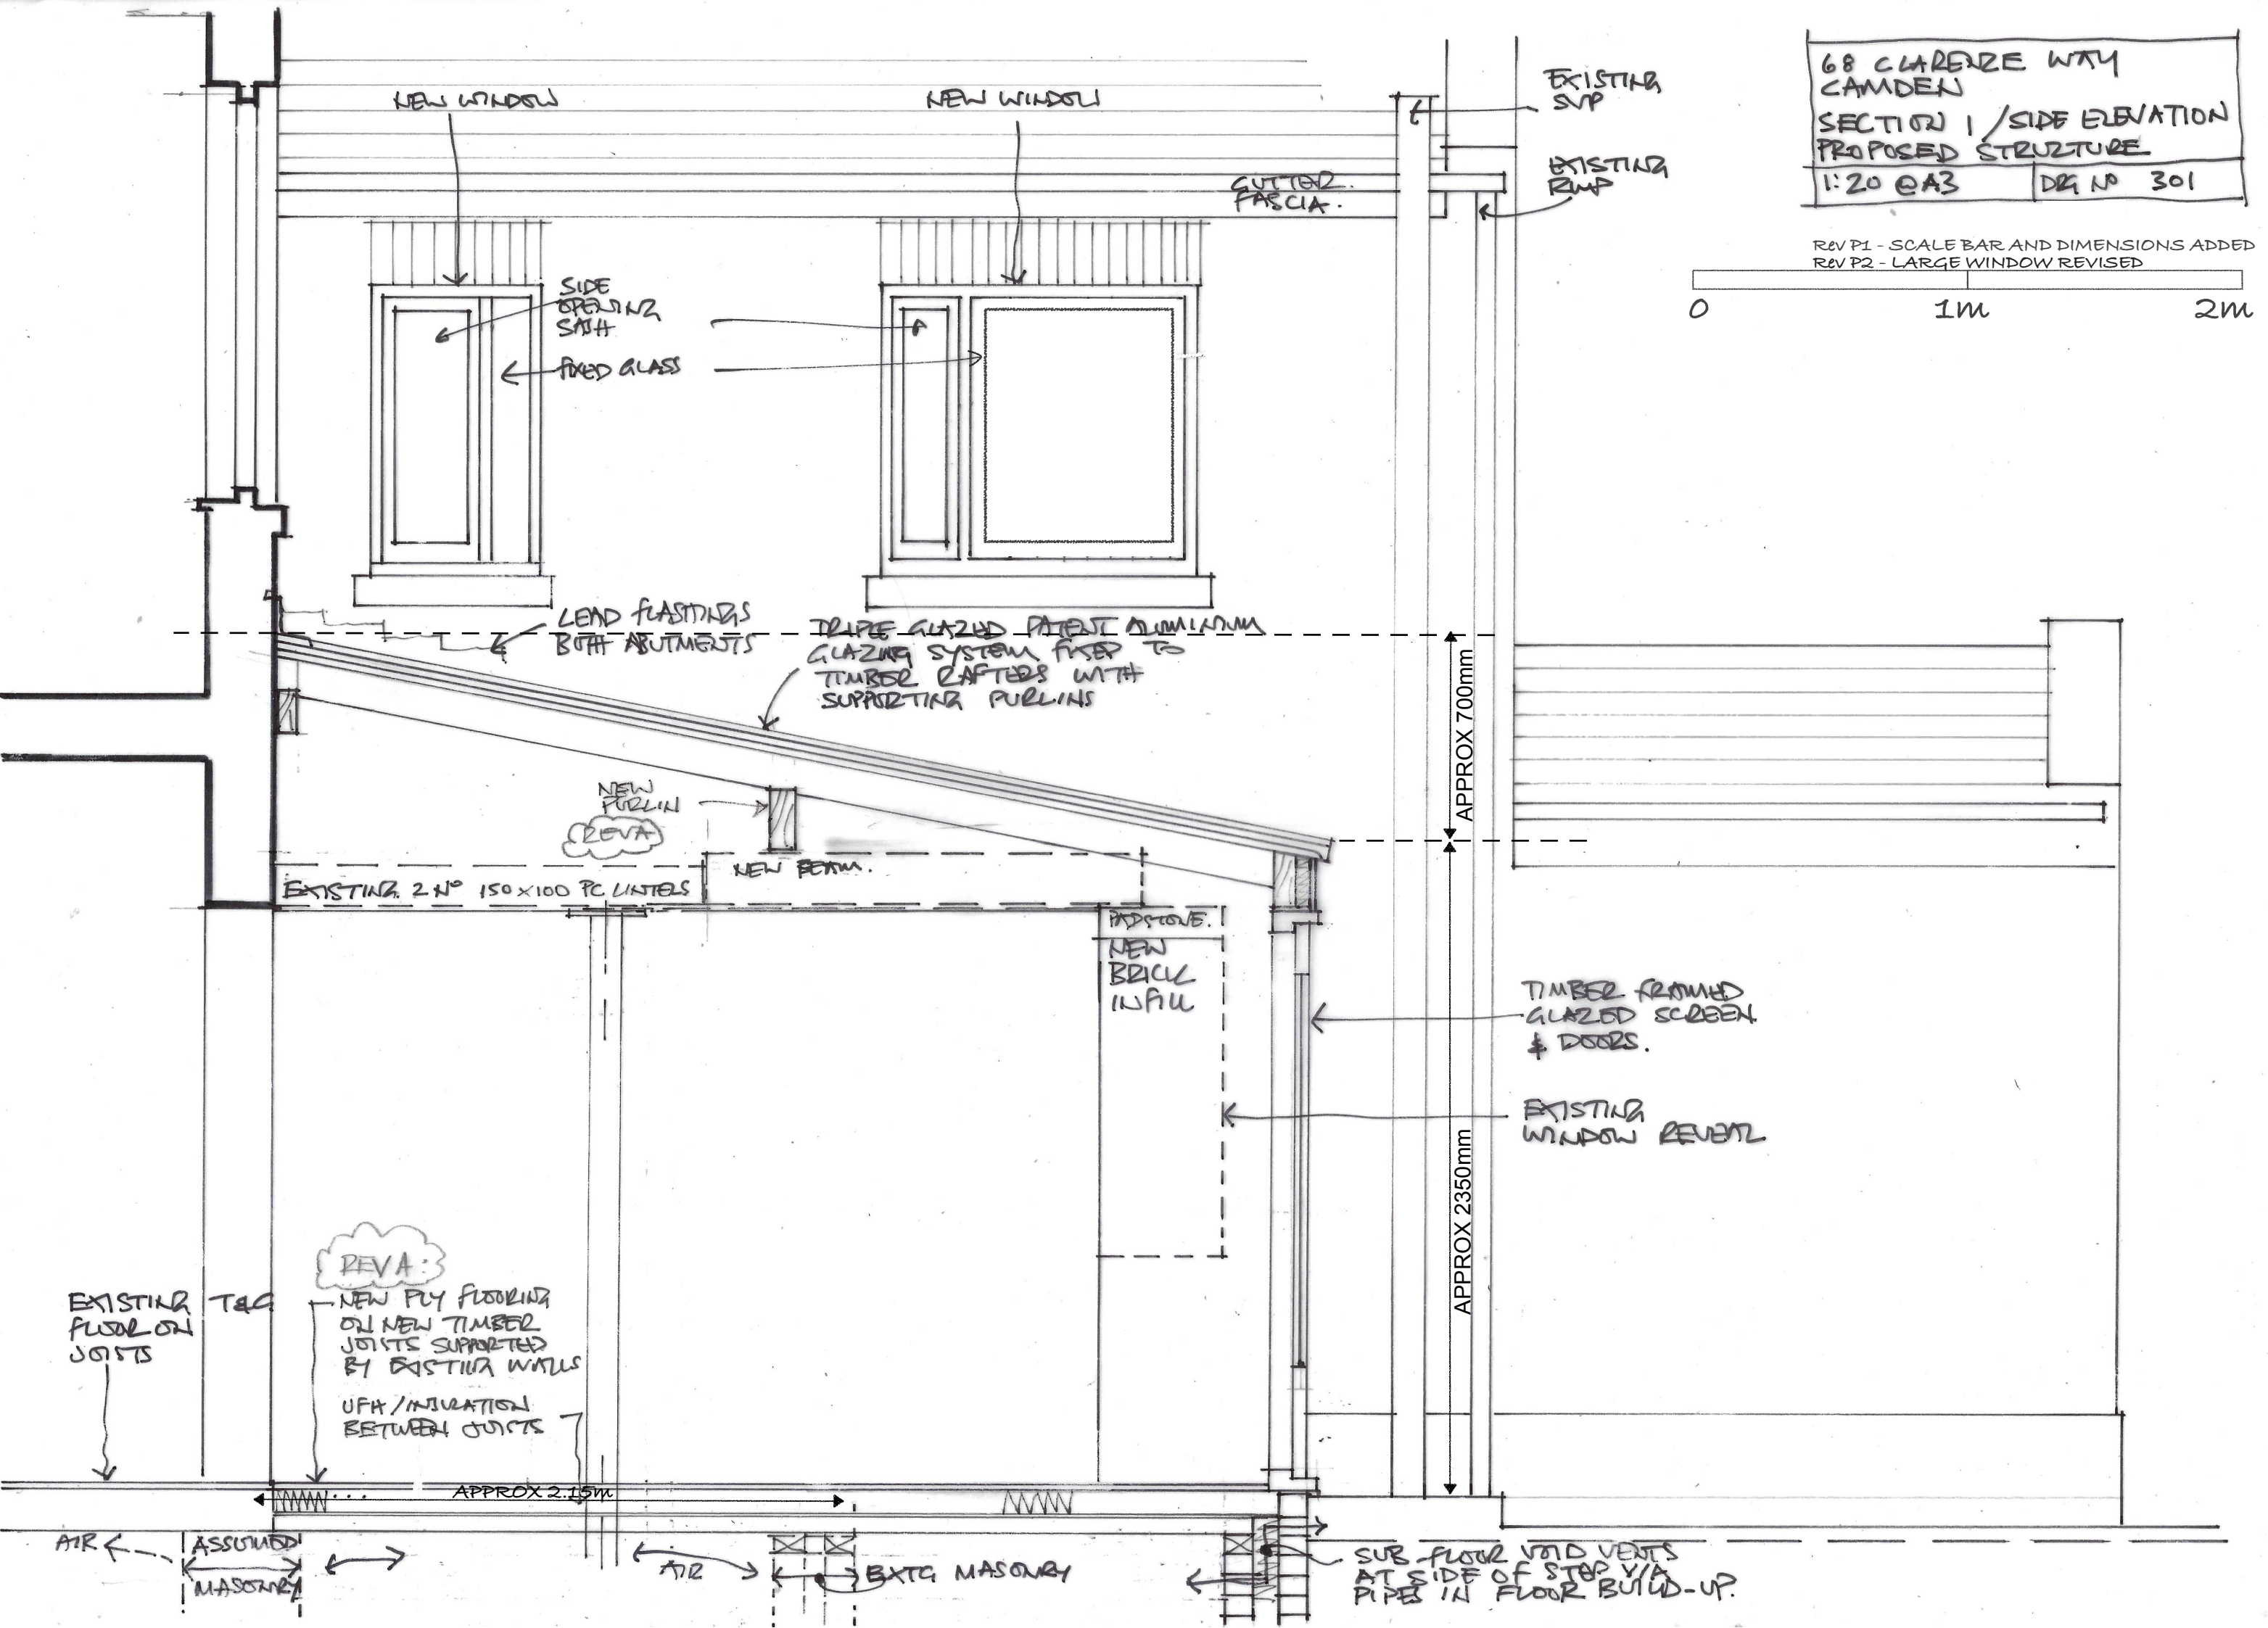 68 CLARENCE WAY
CAMDEN
SECTION 1 / SIDE ELEVATION
PROPOSED STRUCTURE
1:20 @A3
DRG Nº 301
Rev P1 - SCALE BAR AND DIMENSIONS ADDED
Rev P2 - LARGE WINDOW REVISED
0 1m 2m
NEW WINDOW
NEW WINDOW
EXISTING
SVP
EXISTING
RWP
GUTTER.
FASCIA.
SIDE
OPENING
SASH
FIXED GLASS
LEAD FLASHINGS
BOTH ABUTMENTS
TRIPLE GLAZED PATENT ALUMINIUM
GLAZING SYSTEM FIXED TO
TIMBER RAFTERS WITH
SUPPORTING PURLINS
APPROX 700mm
NEW
PURLIN
REVA
NEW BEAM.
EXISTING 2 Nº 150x100 PC LINTELS
PADSTONE.
NEW
BRICK
INFILL
TIMBER FRAMED
GLAZED SCREEN
& DOORS.
EXISTING
WINDOW REVEAL
APPROX 2350mm
REVA:
EXISTING T&G
FLOOR ON
JOISTS
NEW PLY FLOORING
ON NEW TIMBER
JOISTS SUPPORTED
BY EXISTING WALLS
UFH/INSULATION
BETWEEN JOISTS
APPROX 2.15m
AIR
ASSUMED
MASONRY
AIR
EXTG MASONRY
SUB-FLOOR VOID VENTS
AT SIDE OF STEP V/A
PIPES IN FLOOR BUILD-UP.